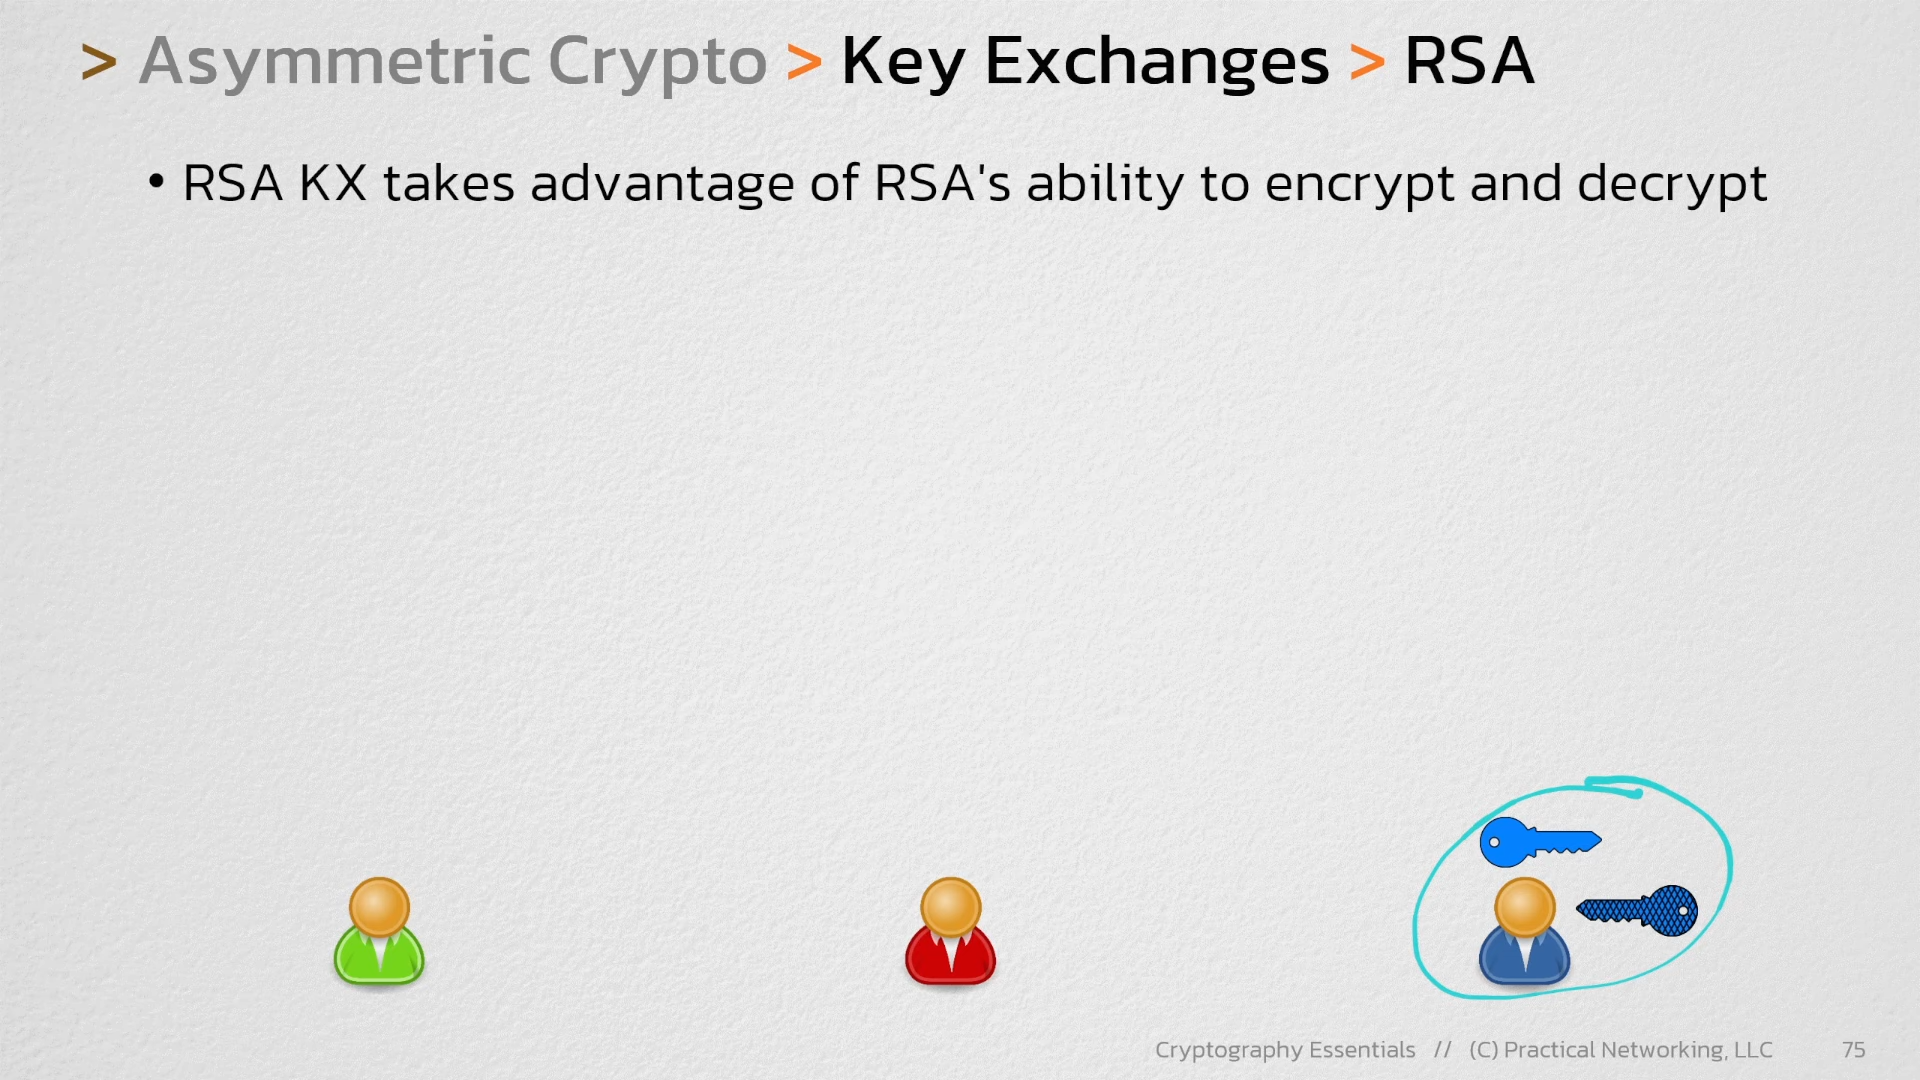 > Asymmetric Crypto > Key Exchanges > RSA
• RSA KX takes advantage of RSA's ability to encrypt and decrypt
Cryptography Essentials // (C) Practical Networking, LLC 75